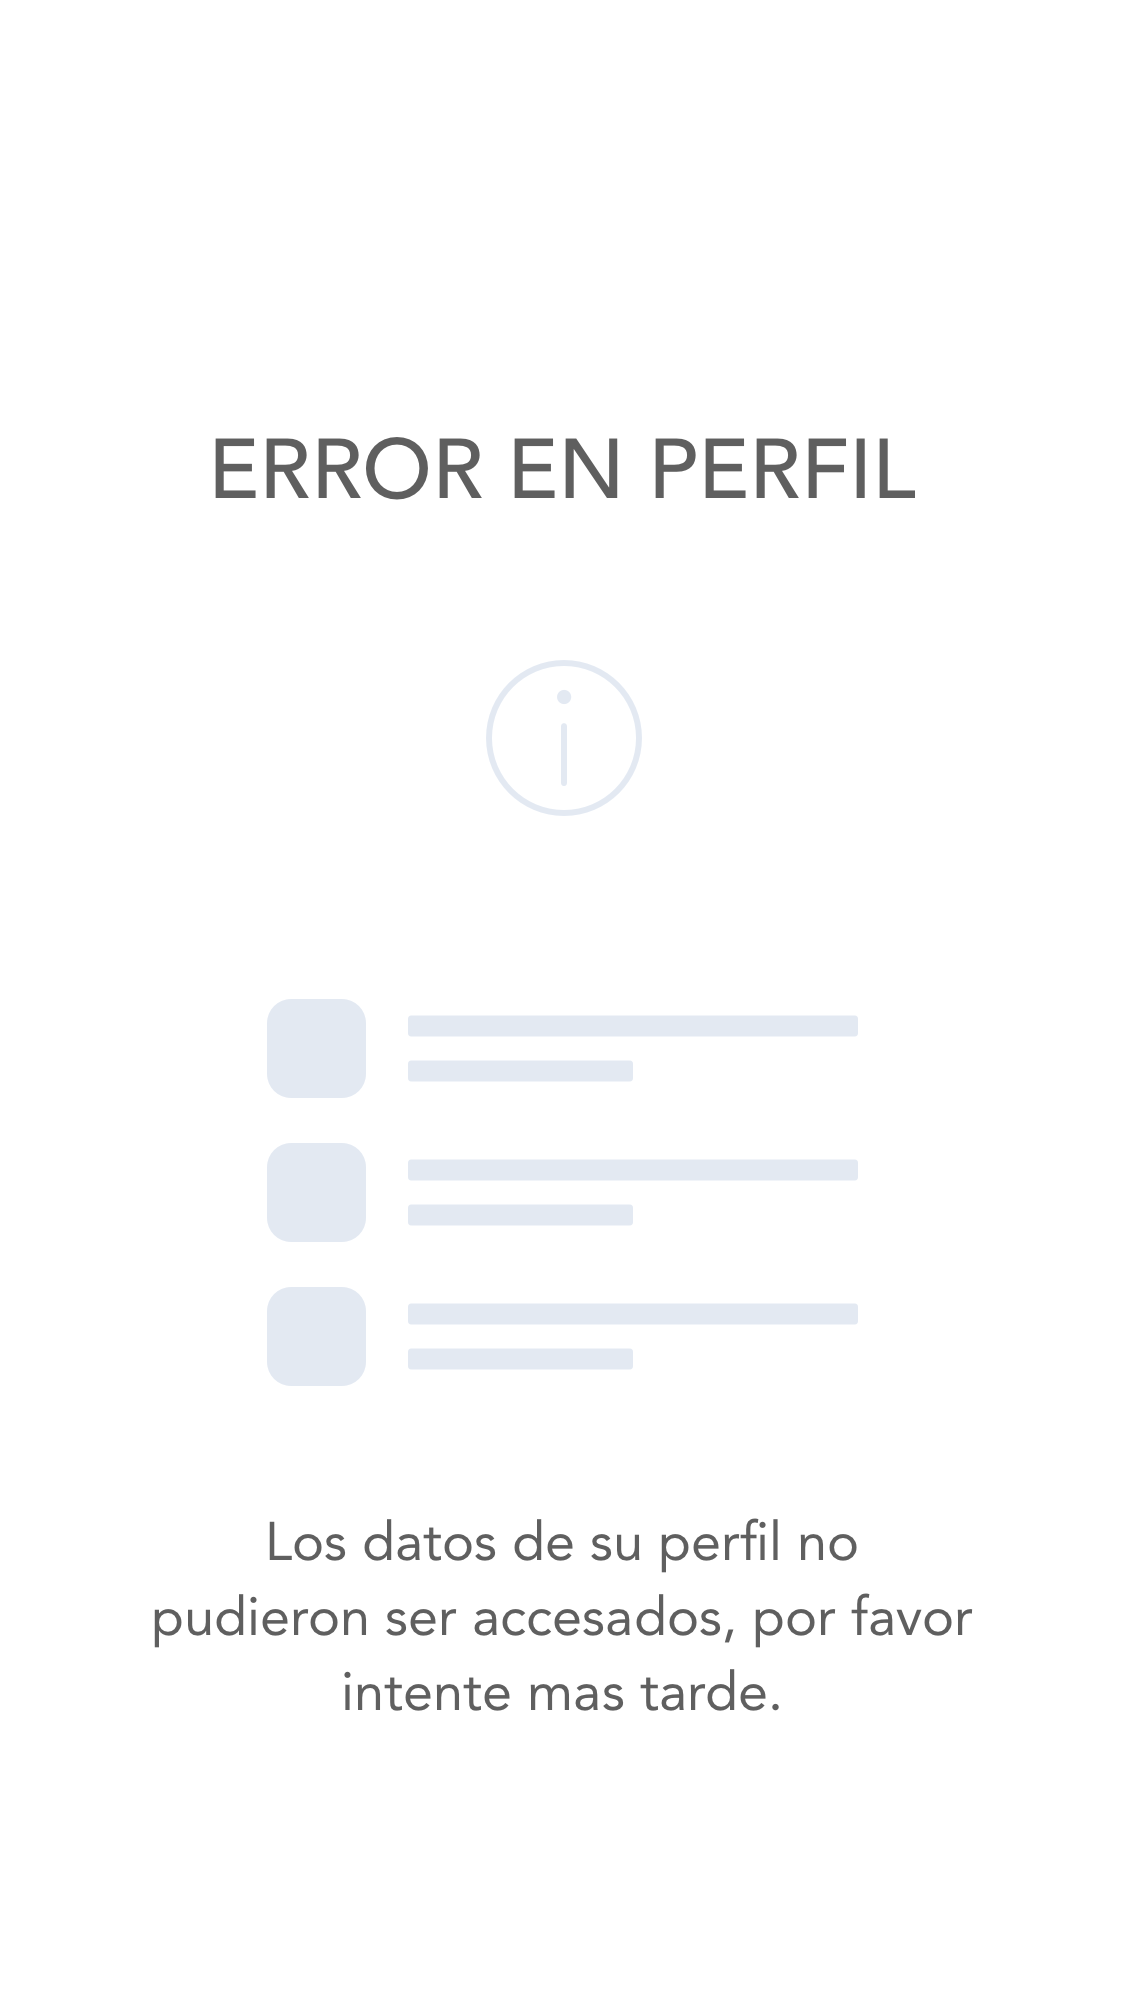 ERROR EN PERFIL
Los datos de su perfil no
pudieron ser accesados, por favor
intente mas tarde.